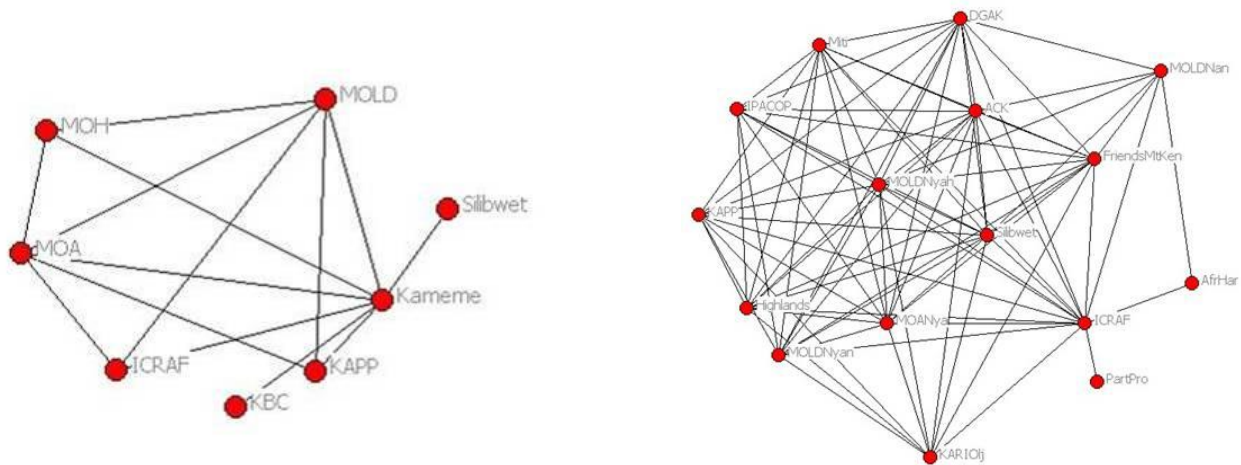 MOLD
MOH
Silibwet
MOA
Kameme
ICRAF
KAPP
KBC
DGAK
Miti
MOLDNan
IPACOP
ACK
FriendsMtKen
MOLDNyah
KAPP
Silibwet
AfrHar
Highlands
MOANya
ICRAF
MOLDNyan
PartPro
KARIOlj